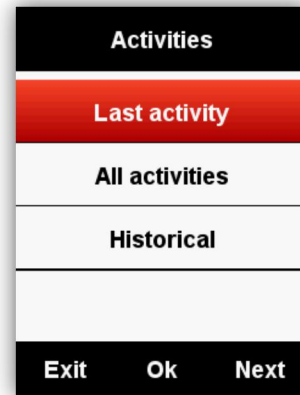 Activities
Last activity
All activities
Historical
Exit Ok Next